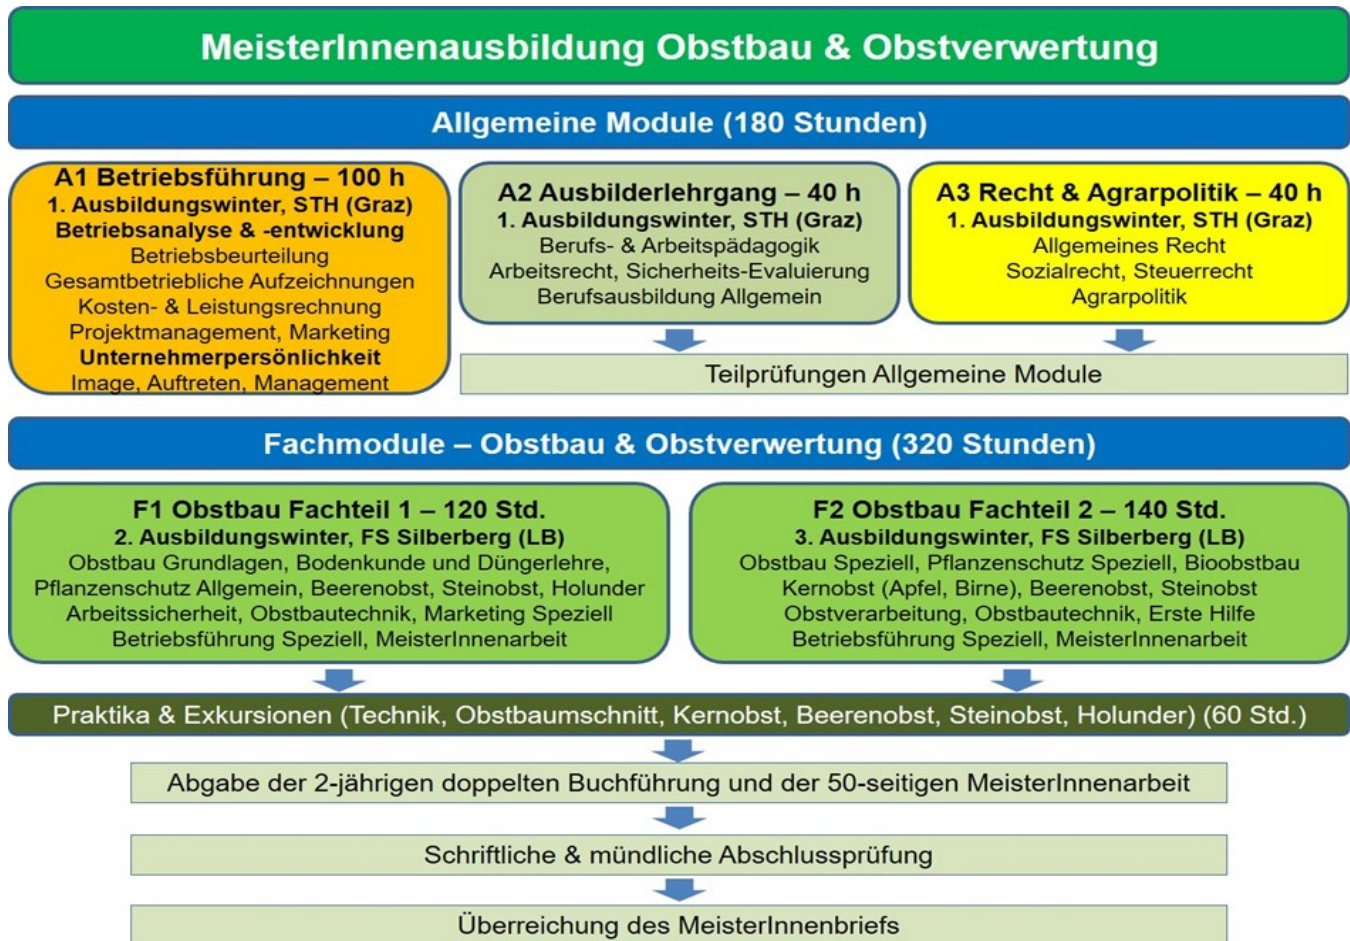 MeisterInnenausbildung Obstbau & Obstverwertung
Allgemeine Module (180 Stunden)
A1 Betriebsführung – 100 h
1. Ausbildungswinter, STH (Graz)
Betriebsanalyse & -entwicklung
Betriebsbeurteilung
Gesamtbetriebliche Aufzeichnungen
Kosten- & Leistungsrechnung
Projektmanagement, Marketing
Unternehmerpersönlichkeit
Image, Auftreten, Management
A2 Ausbilderlehrgang – 40 h
1. Ausbildungswinter, STH (Graz)
Berufs- & Arbeitspädagogik
Arbeitsrecht, Sicherheits-Evaluierung
Berufsausbildung Allgemein
A3 Recht & Agrarpolitik – 40 h
1. Ausbildungswinter, STH (Graz)
Allgemeines Recht
Sozialrecht, Steuerrecht
Agrarpolitik
Teilprüfungen Allgemeine Module
Fachmodule – Obstbau & Obstverwertung (320 Stunden)
F1 Obstbau Fachteil 1 – 120 Std.
2. Ausbildungswinter, FS Silberberg (LB)
Obstbau Grundlagen, Bodenkunde und Düngerlehre,
Pflanzenschutz Allgemein, Beerenobst, Steinobst, Holunder
Arbeitssicherheit, Obstbautechnik, Marketing Speziell
Betriebsführung Speziell, MeisterInnenarbeit
F2 Obstbau Fachteil 2 – 140 Std.
3. Ausbildungswinter, FS Silberberg (LB)
Obstbau Speziell, Pflanzenschutz Speziell, Bioobstbau
Kernobst (Apfel, Birne), Beerenobst, Steinobst
Obstverarbeitung, Obstbautechnik, Erste Hilfe
Betriebsführung Speziell, MeisterInnenarbeit
Praktika & Exkursionen (Technik, Obstbaumschnitt, Kernobst, Beerenobst, Steinobst, Holunder) (60 Std.)
Abgabe der 2-jährigen doppelten Buchführung und der 50-seitigen MeisterInnenarbeit
Schriftliche & mündliche Abschlussprüfung
Überreichung des MeisterInnenbriefs